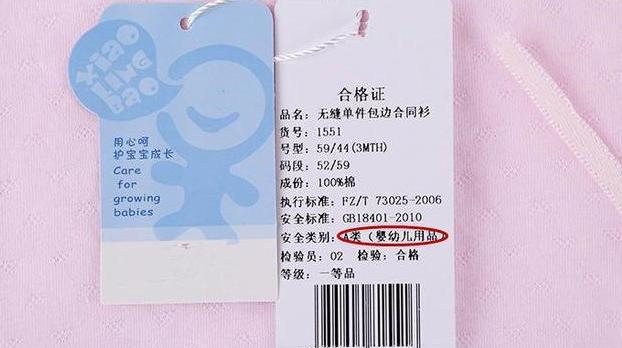 XiAO
LiNG
BAO
用心呵
护宝宝成长
Care
for
growing
babies
合格证
品名：无缝单件包边合同衫
货号：1551
号型：59/44(3MTH)
码段：52/59
成份：100%棉
执行标准：FZ/T 73025-2006
安全标准：GB18401-2010
安全类别：A类（婴幼儿用品）
检验员：02 检验：合格
等级：一等品